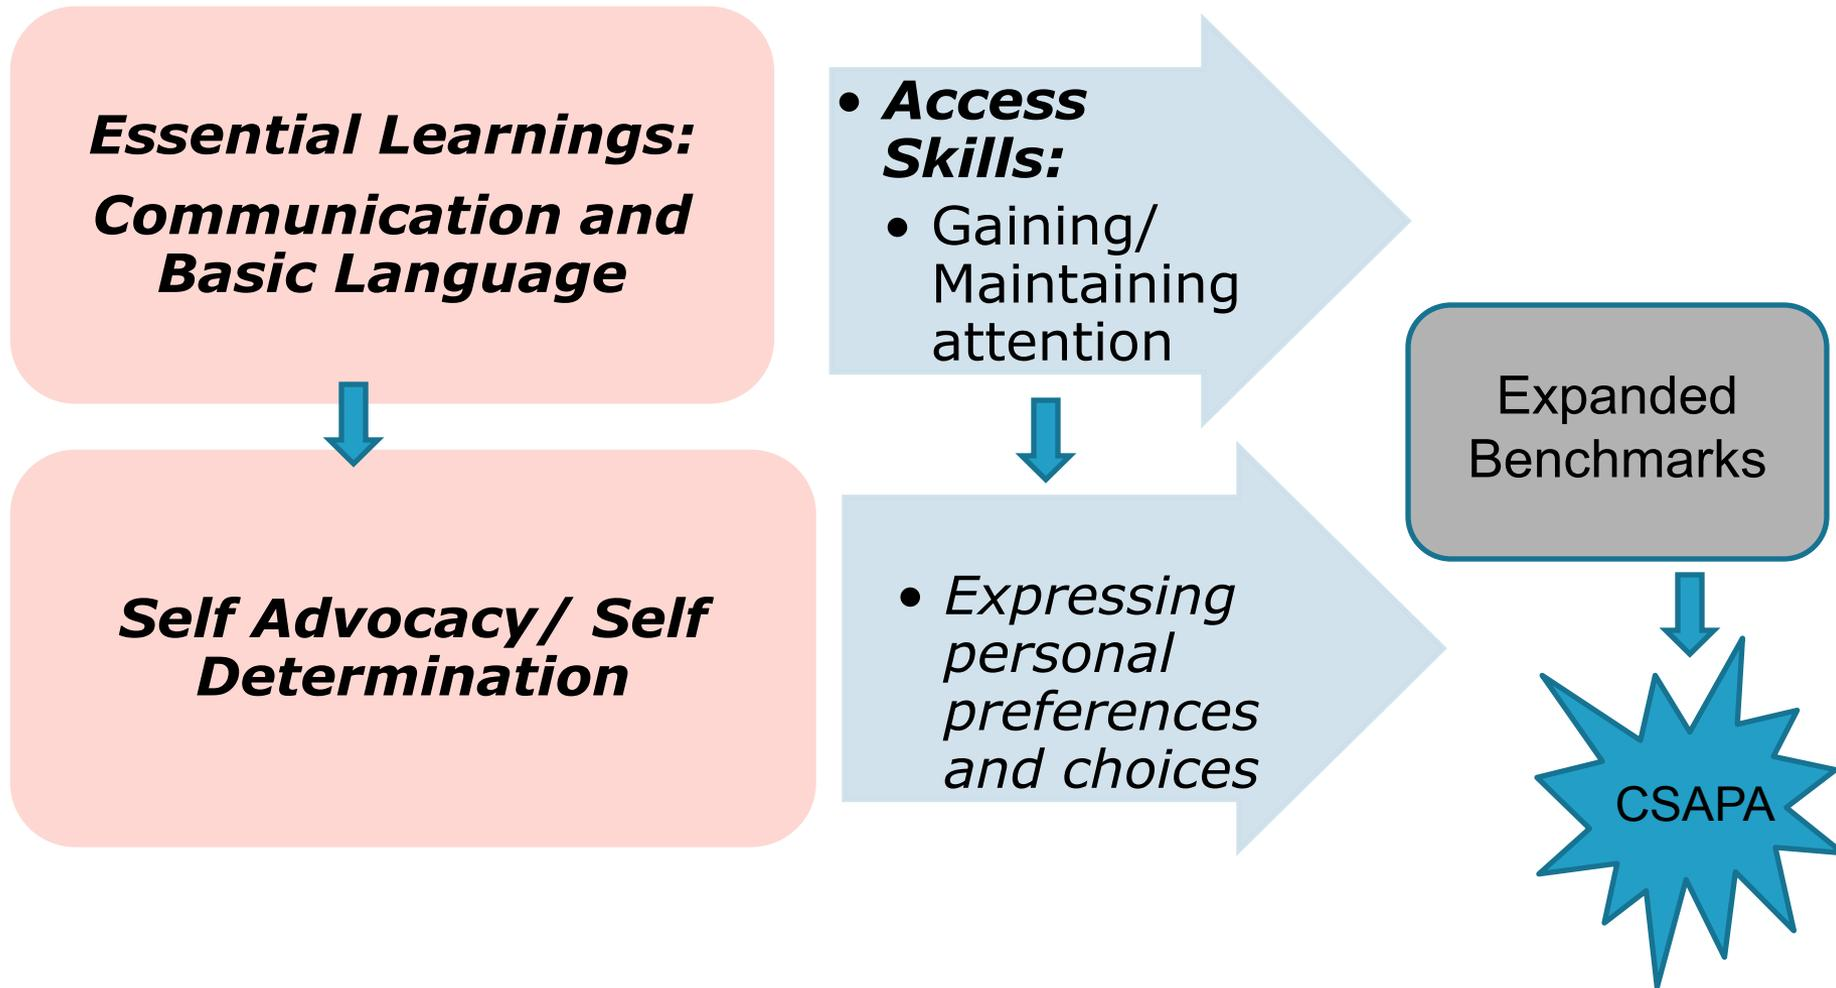 Essential Learnings:
Communication and
Basic Language
• Access
Skills:
• Gaining/
Maintaining
attention
Expanded
Benchmarks
Self Advocacy/ Self
Determination
• Expressing
personal
preferences
and choices
CSAPA